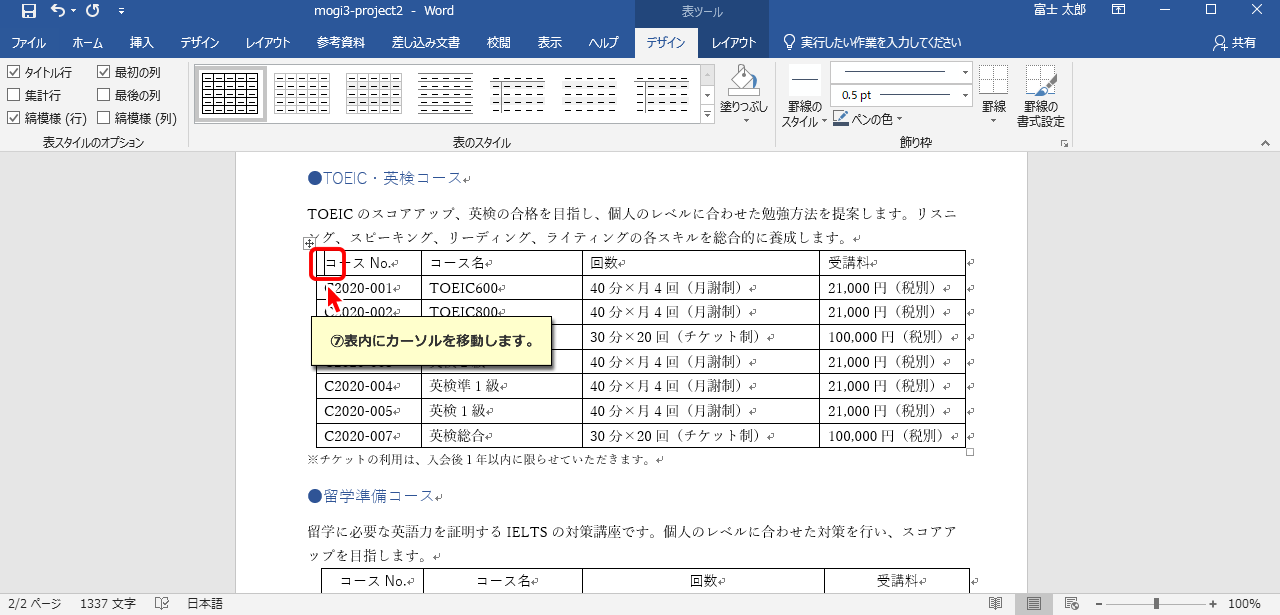 mogi3-project2 - Word
表ツール
富士 太郎
ファイル ホーム 挿入 デザイン レイアウト 参考資料 差し込み文書 校閲 表示 ヘルプ デザイン レイアウト 実行したい作業を入力してください 共有
タイトル行 最初の列
集計行 最後の列
縞模様 (行) 縞模様 (列)
表スタイルのオプション
表のスタイル
塗りつぶし
罫線の
スタイル
0.5 pt
ペンの色
罫線
罫線の
書式設定
飾り枠
●TOEIC・英検コース
TOEIC のスコアアップ、英検の合格を目指し、個人のレベルに合わせた勉強方法を提案します。リスニ
ング、スピーキング、リーディング、ライティングの各スキルを総合的に養成します。
コース No. コース名 回数 受講料
C2020-001 TOEIC600 40 分×月 4 回（月謝制） 21,000 円（税別）
C2020-002 TOEIC800 40 分×月 4 回（月謝制） 21,000 円（税別）
30 分×20 回（チケット制） 100,000 円（税別）
⑦表内にカーソルを移動します。
40 分×月 4 回（月謝制） 21,000 円（税別）
C2020-004 英検準 1 級 40 分×月 4 回（月謝制） 21,000 円（税別）
C2020-005 英検 1 級 40 分×月 4 回（月謝制） 21,000 円（税別）
C2020-007 英検総合 30 分×20 回（チケット制） 100,000 円（税別）
※チケットの利用は、入会後 1 年以内に限らせていただきます。
●留学準備コース
留学に必要な英語力を証明する IELTS の対策講座です。個人のレベルに合わせた対策を行い、スコアア
ップを目指します。
コース No. コース名 回数 受講料
2/2 ページ 1337 文字 日本語 100%